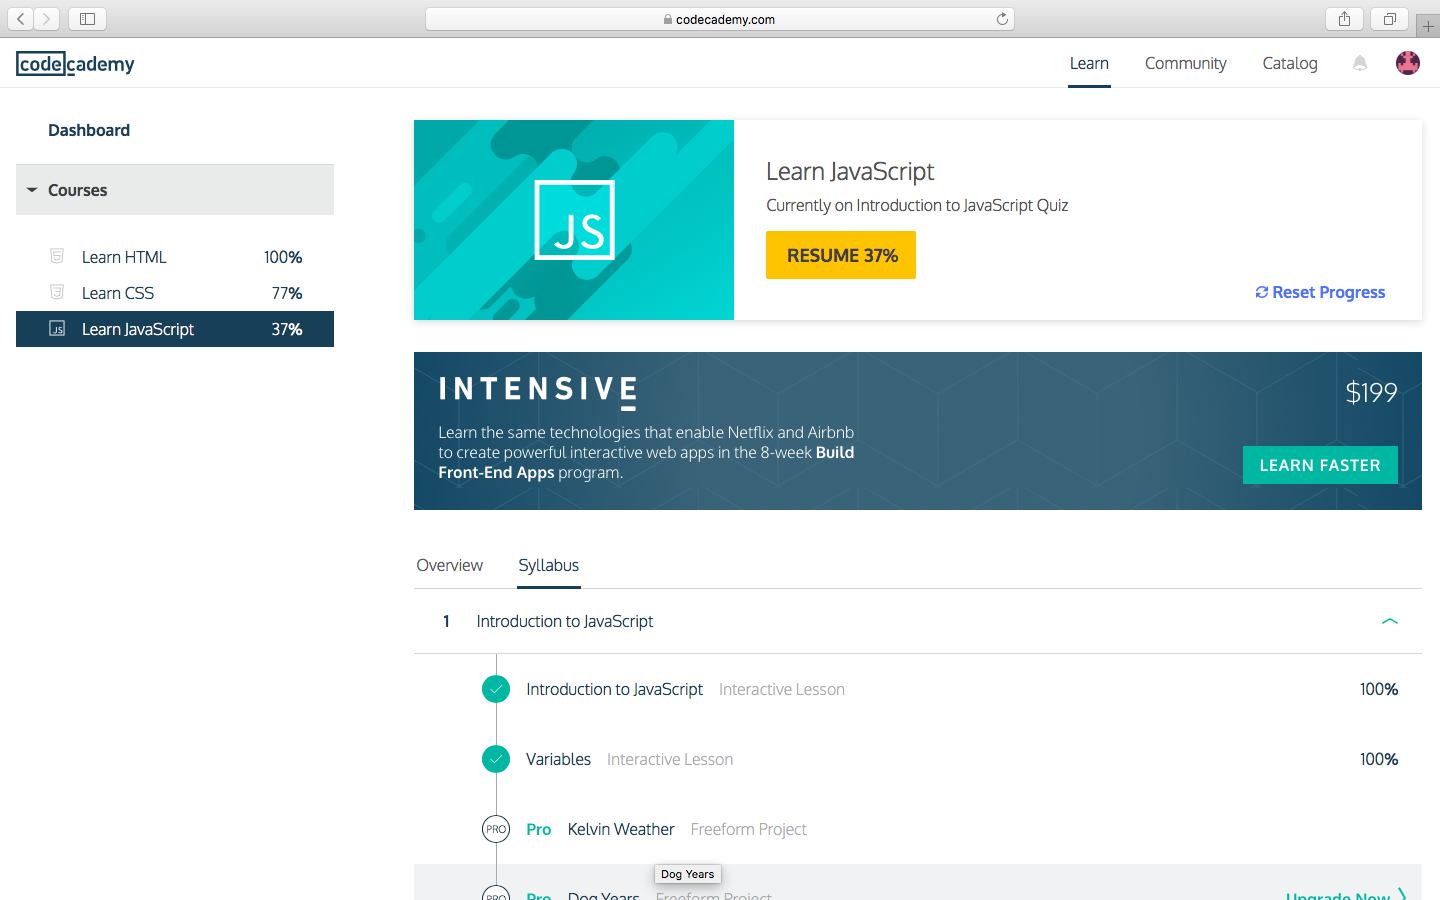 codecademy.com
codecademy
Learn
Community
Catalog
Dashboard
Courses
Learn HTML 100%
Learn CSS 77%
JS Learn JavaScript 37%
JS
Learn JavaScript
Currently on Introduction to JavaScript Quiz
RESUME 37%
Reset Progress
INTENSIVE
$199
Learn the same technologies that enable Netflix and Airbnb
to create powerful interactive web apps in the 8-week Build
Front-End Apps program.
LEARN FASTER
Overview
Syllabus
1 Introduction to JavaScript
Introduction to JavaScript Interactive Lesson 100%
Variables Interactive Lesson 100%
PRO Pro Kelvin Weather Freeform Project
Dog Years
PRO Pro Dog Years Freeform Project Upgrade Now